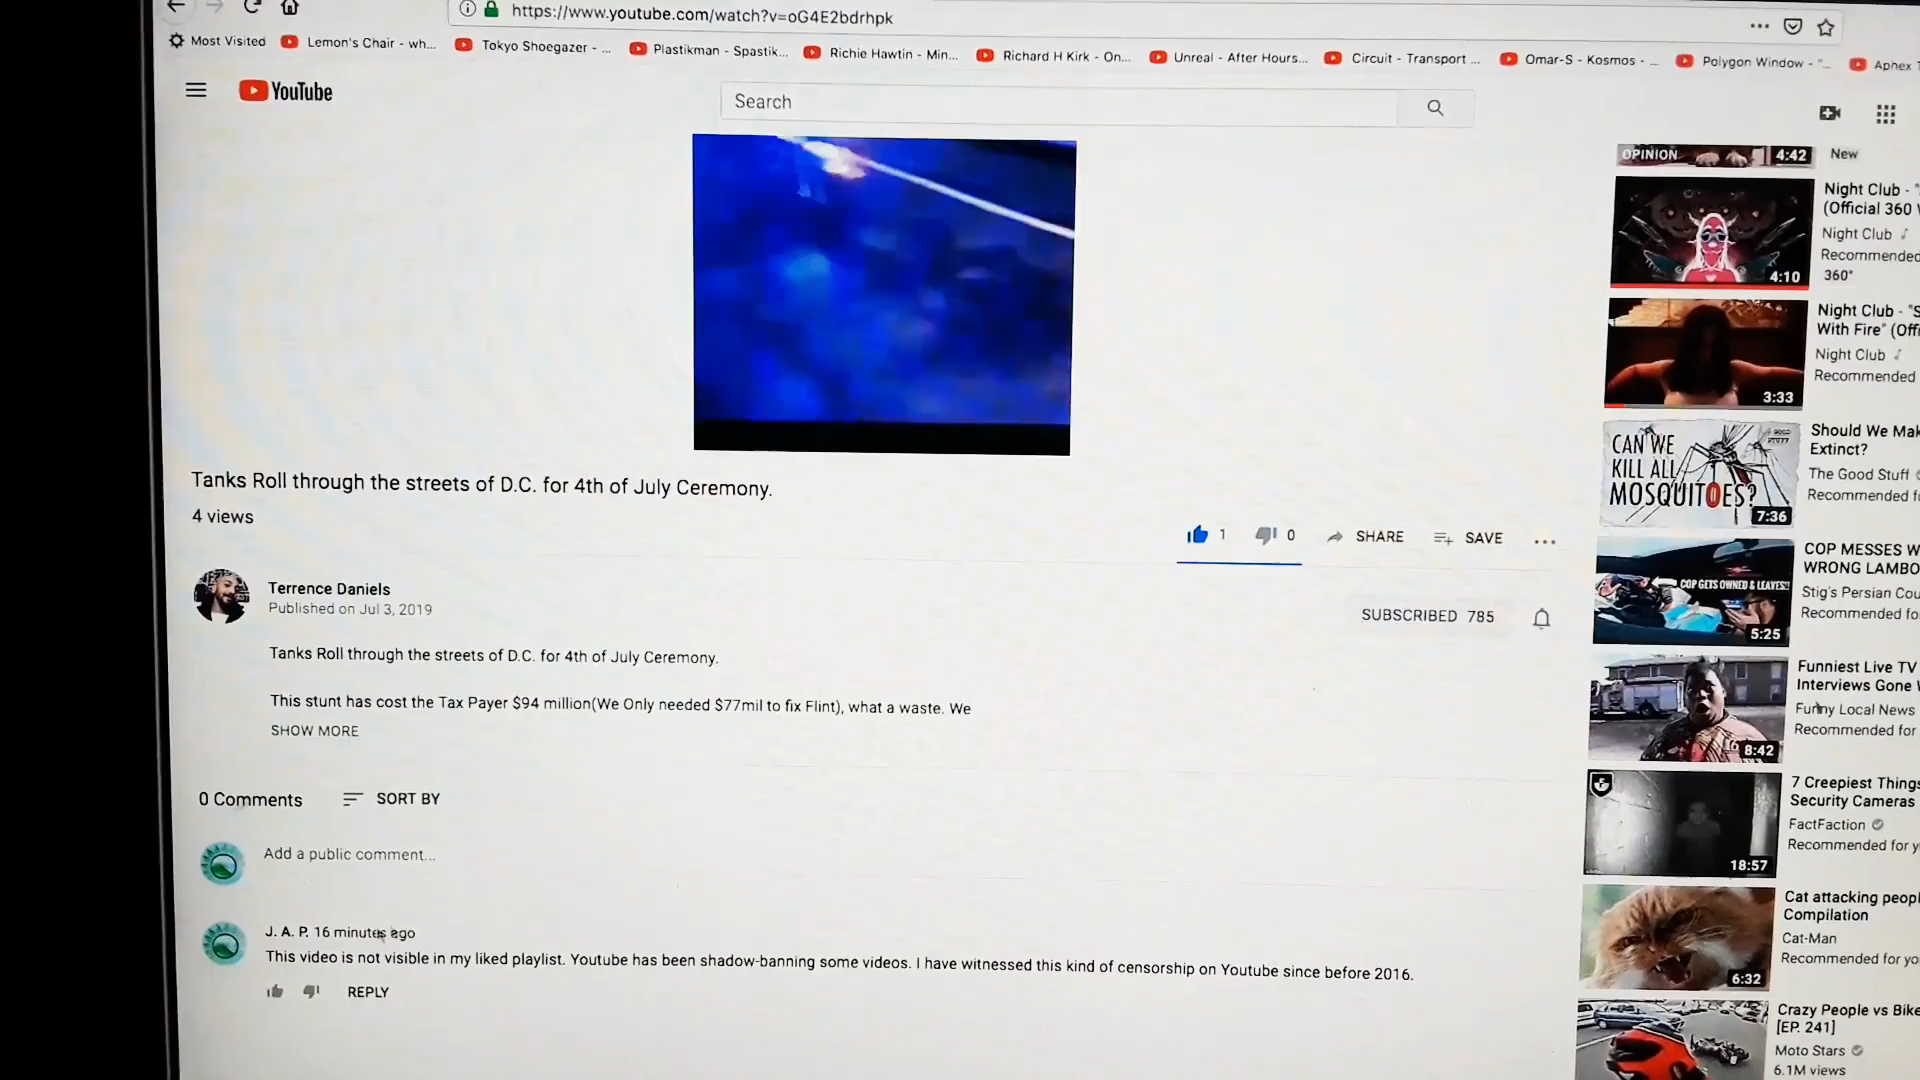 https://www.youtube.com/watch?v=oG4E2bdrhpk
Most Visited
Lemon's Chair - wh...
Tokyo Shoegazer - ...
Plastikman - Spastik...
Richie Hawtin - Min...
Richard H Kirk - On...
Unreal - After Hours...
Circuit - Transport ...
Omar-S - Kosmos - ...
Polygon Window - "...
Aphex
YouTube
Search
Tanks Roll through the streets of D.C. for 4th of July Ceremony.
4 views
1
0
SHARE
SAVE
Terrence Daniels
Published on Jul 3, 2019
SUBSCRIBED 785
Tanks Roll through the streets of D.C. for 4th of July Ceremony.
This stunt has cost the Tax Payer $94 million(We Only needed $77mil to fix Flint), what a waste. We
SHOW MORE
0 Comments
SORT BY
Add a public comment...
J. A. P. 16 minutes ago
This video is not visible in my liked playlist. Youtube has been shadow-banning some videos. I have witnessed this kind of censorship on Youtube since before 2016.
REPLY
OPINION
4:42
New
4:10
Night Club - "
(Official 360
Night Club
Recommended
360°
3:33
Night Club - "S
With Fire" (Offi
Night Club
Recommended
CAN WE
KILL ALL
MOSQUITOES?
GOOD
STUFF
7:36
Should We Mak
Extinct?
The Good Stuff
Recommended fo
COP GETS OWNED & LEAVES!!
5:25
COP MESSES W
WRONG LAMBO
Stig's Persian Cou
Recommended fo
8:42
Funniest Live TV
Interviews Gone
Funny Local News
Recommended for
18:57
7 Creepiest Things
Security Cameras
FactFaction
Recommended for y
6:32
Cat attacking peopl
Compilation
Cat-Man
Recommended for yo
Crazy People vs Bike
[EP. 241]
Moto Stars
6.1M views